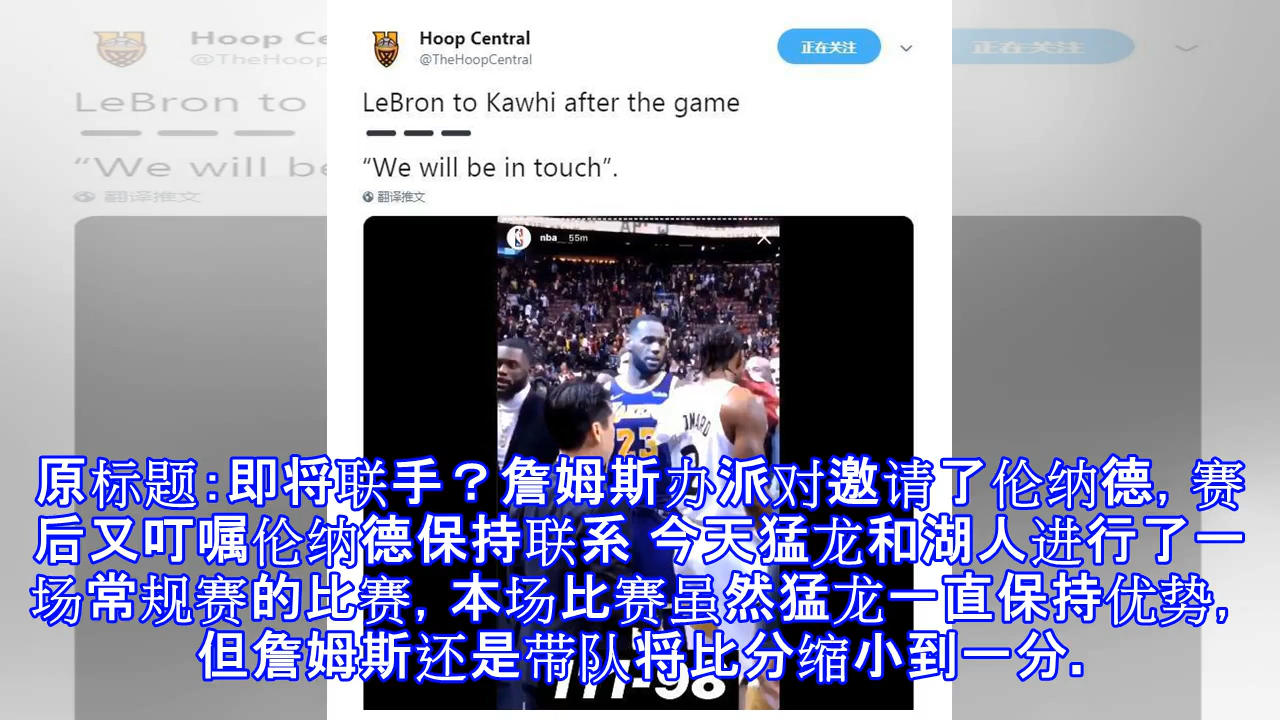 Hoop Central
正在关注
@TheHoopCentral
LeBron to Kawhi after the game
“We will be in touch”.
翻译推文
nba 55m
23
原标题:即将联手？詹姆斯办派对邀请了伦纳德, 赛
后又叮嘱伦纳德保持联系 今天猛龙和湖人进行了一
场常规赛的比赛, 本场比赛虽然猛龙一直保持优势,
但詹姆斯还是带队将比分缩小到一分.
111-98